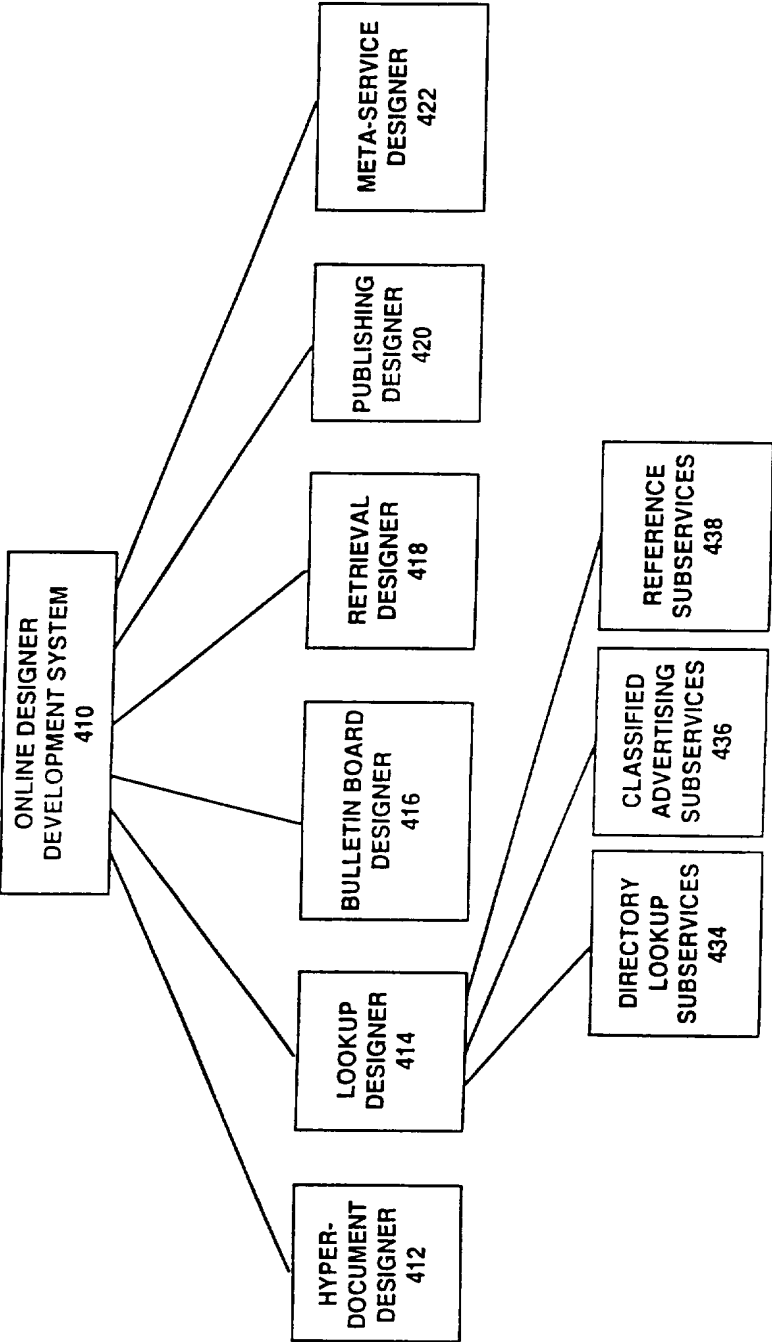 ONLINE DESIGNER
DEVELOPMENT SYSTEM
410
HYPER-
DOCUMENT
DESIGNER
412
LOOKUP
DESIGNER
414
BULLETIN BOARD
DESIGNER
416
RETRIEVAL
DESIGNER
418
PUBLISHING
DESIGNER
420
META-SERVICE
DESIGNER
422
DIRECTORY
LOOKUP
SUBSERVICES
434
CLASSIFIED
ADVERTISING
SUBSERVICES
436
REFERENCE
SUBSERVICES
438